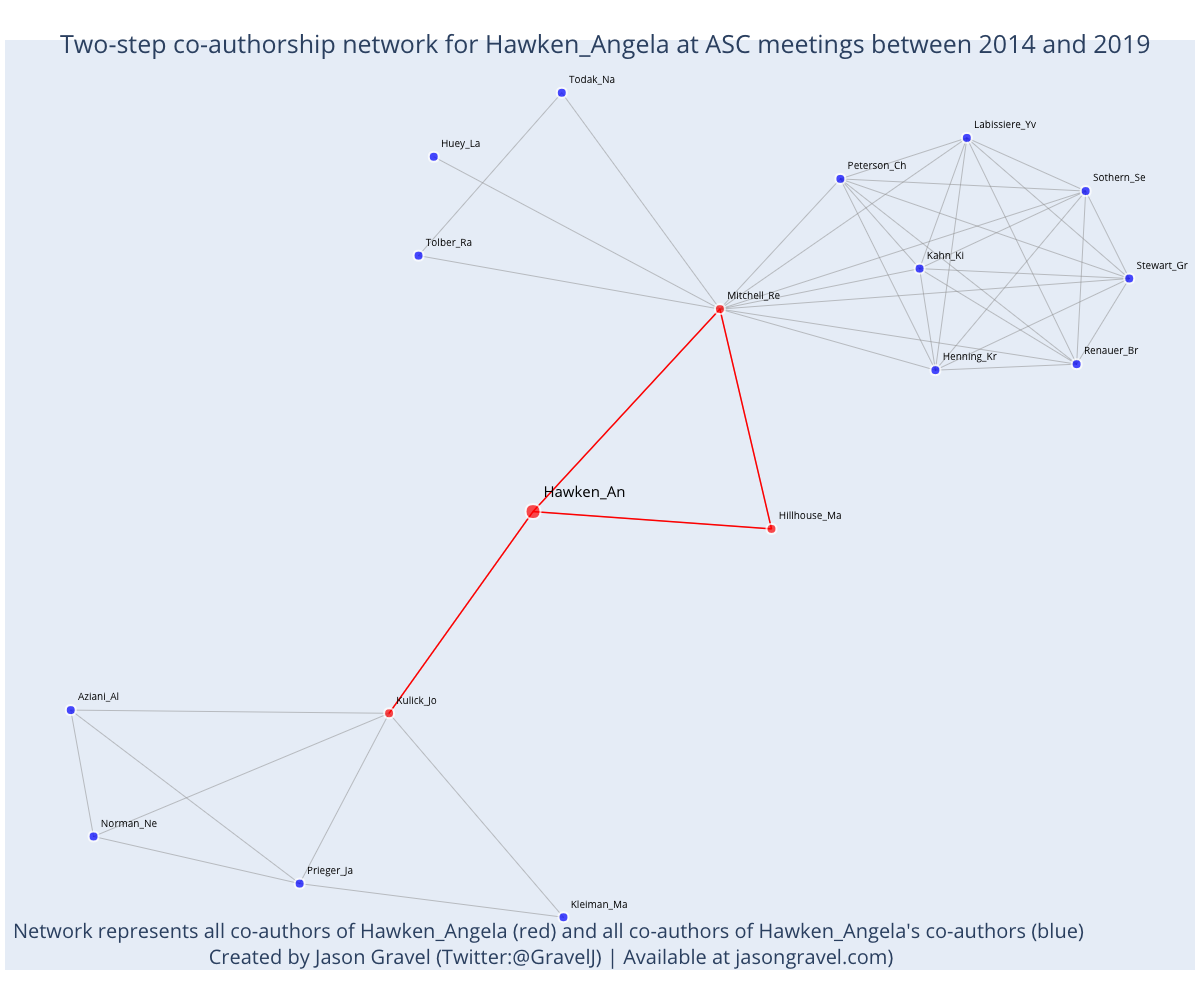 Two-step co-authorship network for Hawken_Angela at ASC meetings between 2014 and 2019
Todak_Na
Labissiere_Yv
Huey_La
Peterson_Ch
Sothern_Se
Tolber_Ra
Kahn_Ki
Stewart_Gr
Mitchell_Re
Renauer_Br
Henning_Kr
Hawken_An
Hillhouse_Ma
Aziani_Al
Kulick_Jo
Norman_Ne
Prieger_Ja
Kleiman_Ma
Network represents all co-authors of Hawken_Angela (red) and all co-authors of Hawken_Angela's co-authors (blue)
Created by Jason Gravel (Twitter:@GravelJ) | Available at jasongravel.com)